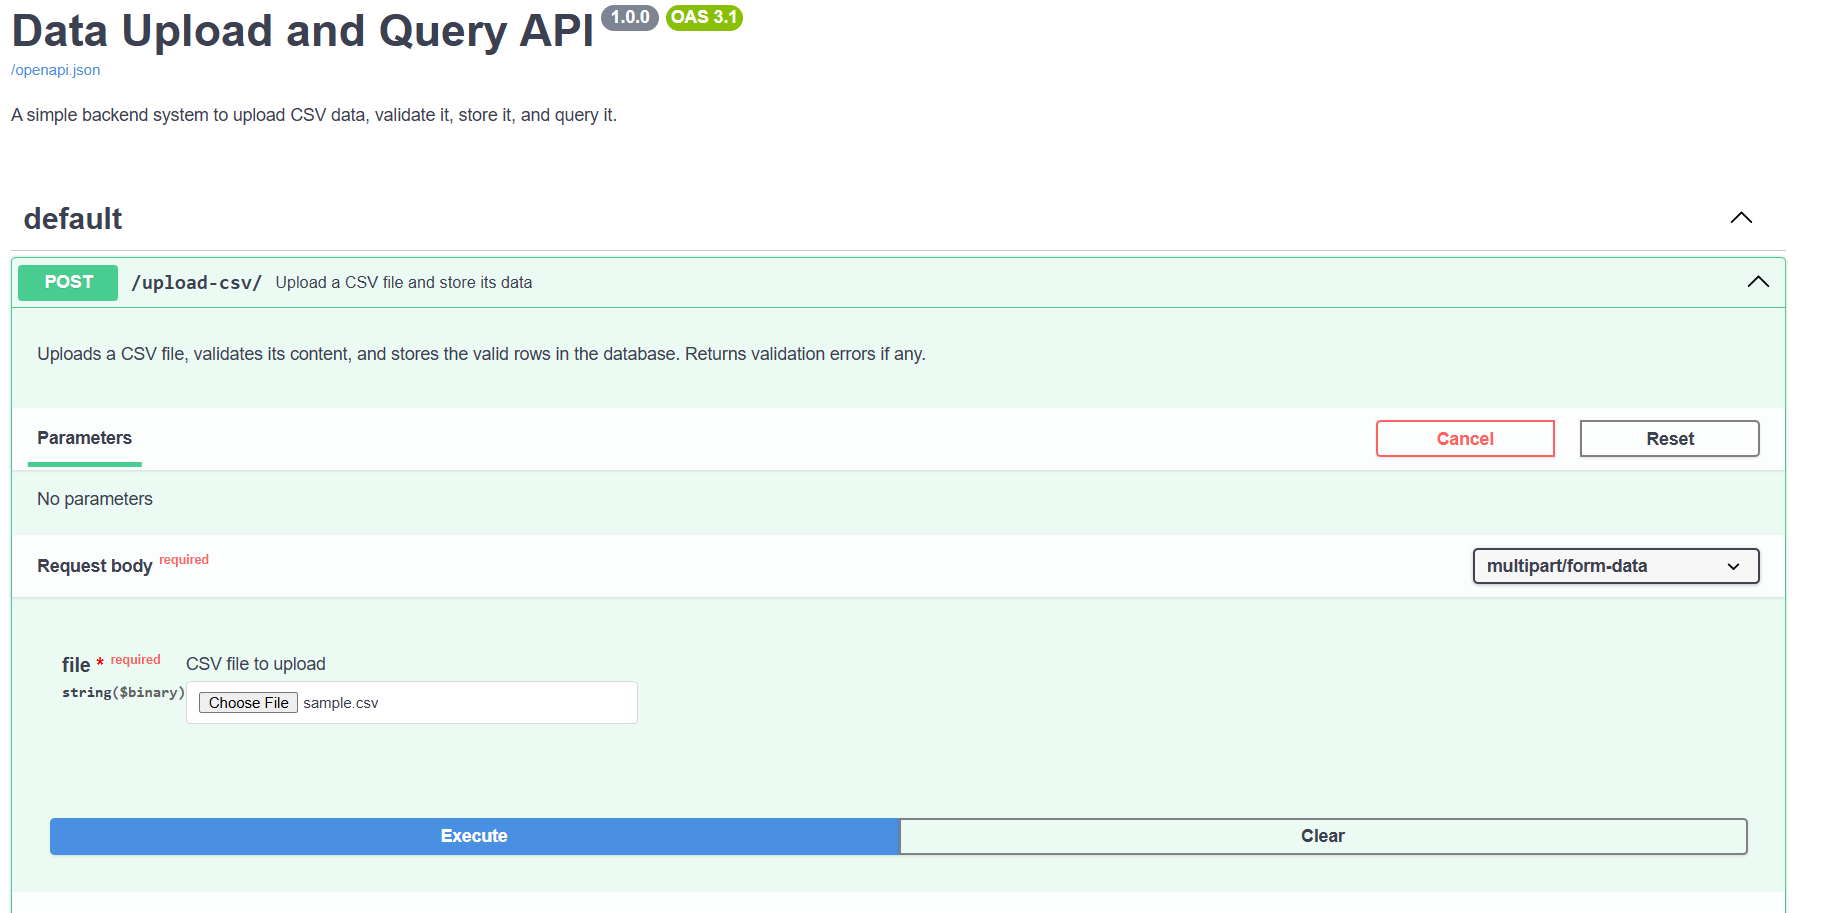 Data Upload and Query API 1.0.0 OAS 3.1
/openapi.json
A simple backend system to upload CSV data, validate it, store it, and query it.
default
POST /upload-csv/ Upload a CSV file and store its data
Uploads a CSV file, validates its content, and stores the valid rows in the database. Returns validation errors if any.
Parameters Cancel Reset
No parameters
Request body required multipart/form-data
file * required CSV file to upload
string($binary)
Choose File sample.csv
Execute Clear